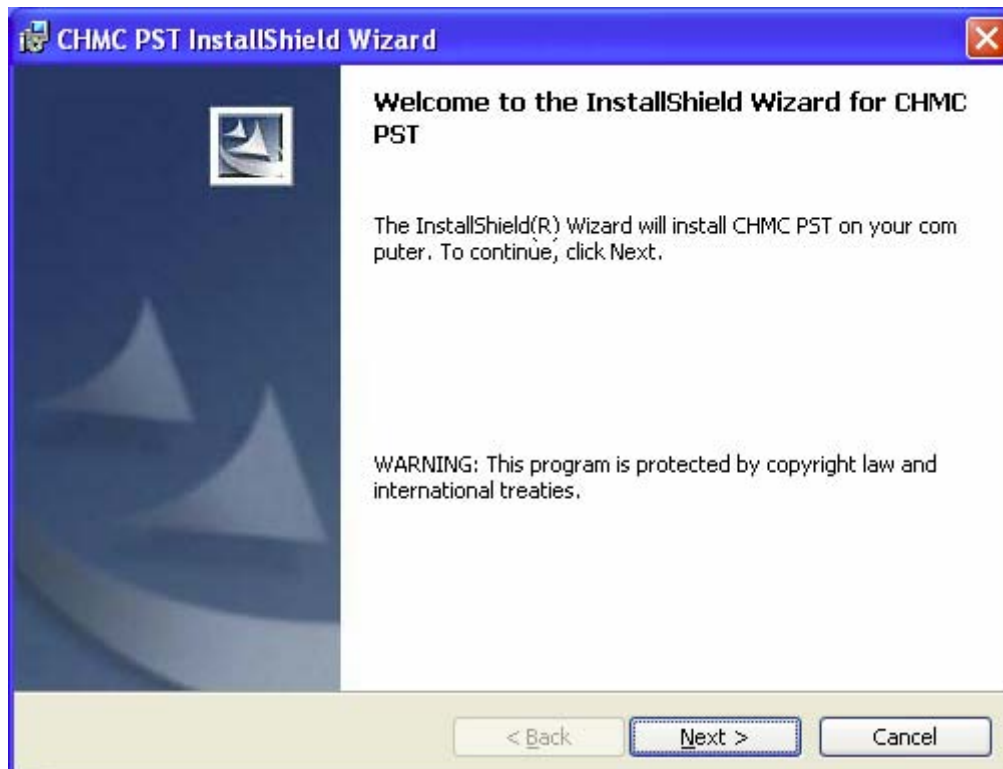 CHMC PST InstallShield Wizard
Welcome to the InstallShield Wizard for CHMC
PST
The InstallShield(R) Wizard will install CHMC PST on your com
puter. To continue, click Next.
WARNING: This program is protected by copyright law and
international treaties.
< Back
Next >
Cancel